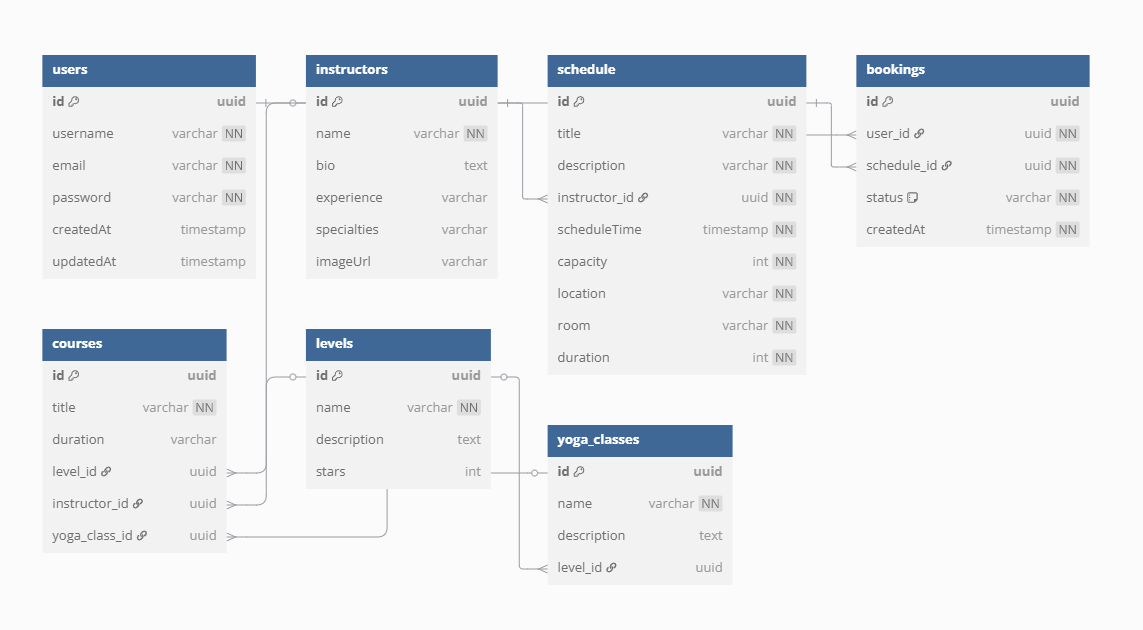 users
id uuid
username varchar NN
email varchar NN
password varchar NN
createdAt timestamp
updatedAt timestamp
instructors
id uuid
name varchar NN
bio text
experience varchar
specialties varchar
imageUrl varchar
schedule
id uuid
title varchar NN
description varchar NN
instructor_id uuid NN
scheduleTime timestamp NN
capacity int NN
location varchar NN
room varchar NN
duration int NN
bookings
id uuid
user_id uuid NN
schedule_id uuid NN
status varchar NN
createdAt timestamp NN
courses
id uuid
title varchar NN
duration varchar
level_id uuid
instructor_id uuid
yoga_class_id uuid
levels
id uuid
name varchar NN
description text
stars int
yoga_classes
id uuid
name varchar NN
description text
level_id uuid